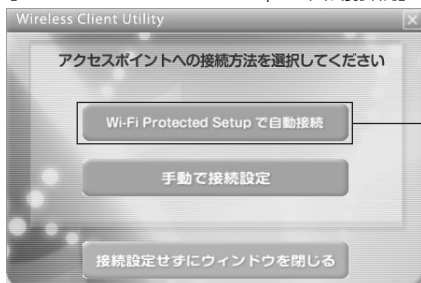 Wireless Client Utility
アクセスポイントへの接続方法を選択してください
Wi-Fi Protected Setup で自動接続
手動で接続設定
接続設定せずにウィンドウを閉じる